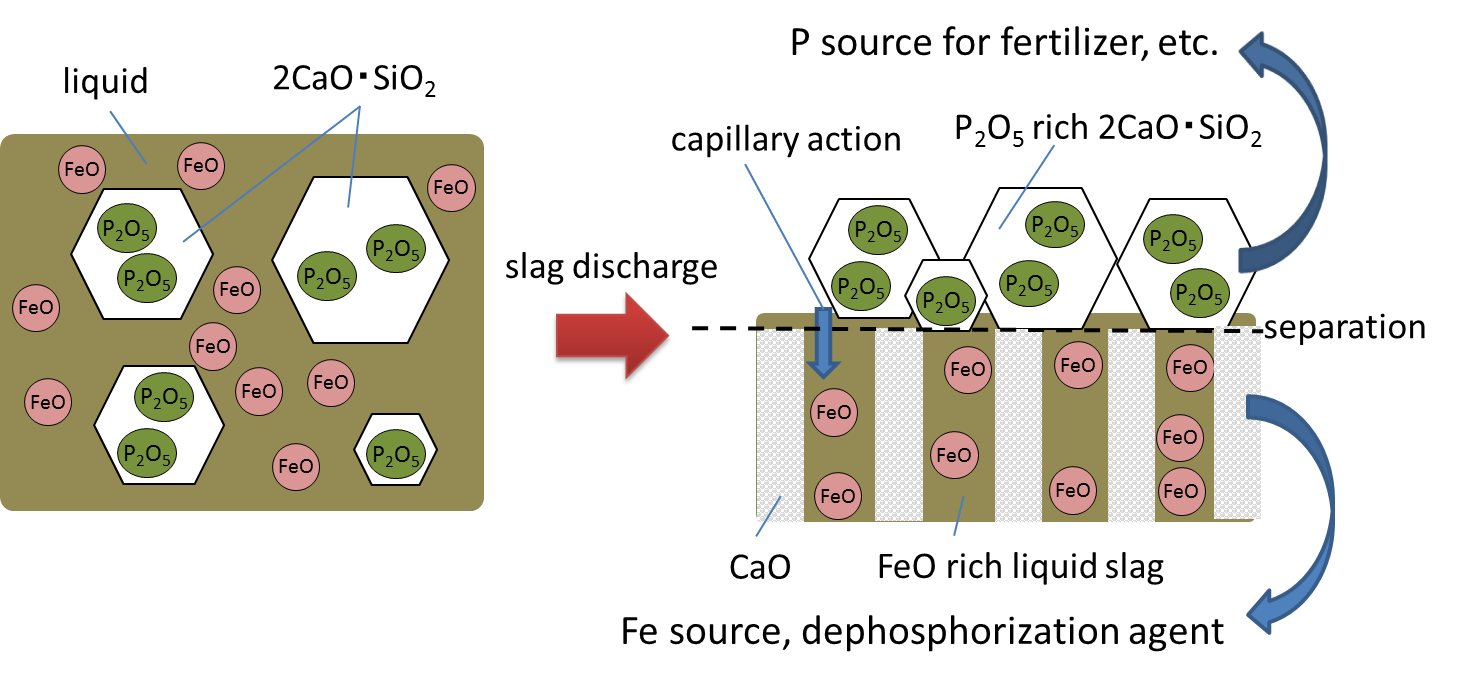 P source for fertilizer, etc.
liquid
2CaO･SiO₂
capillary action
P₂O₅ rich 2CaO･SiO₂
FeO
FeO
FeO
P₂O₅
P₂O₅
P₂O₅
P₂O₅
FeO
FeO
FeO
FeO
FeO
FeO
P₂O₅
P₂O₅
FeO
P₂O₅
slag discharge
P₂O₅
P₂O₅
P₂O₅
P₂O₅
P₂O₅
P₂O₅
P₂O₅
separation
FeO
FeO
FeO
FeO
FeO
FeO
FeO
FeO
FeO
CaO
FeO rich liquid slag
Fe source, dephosphorization agent